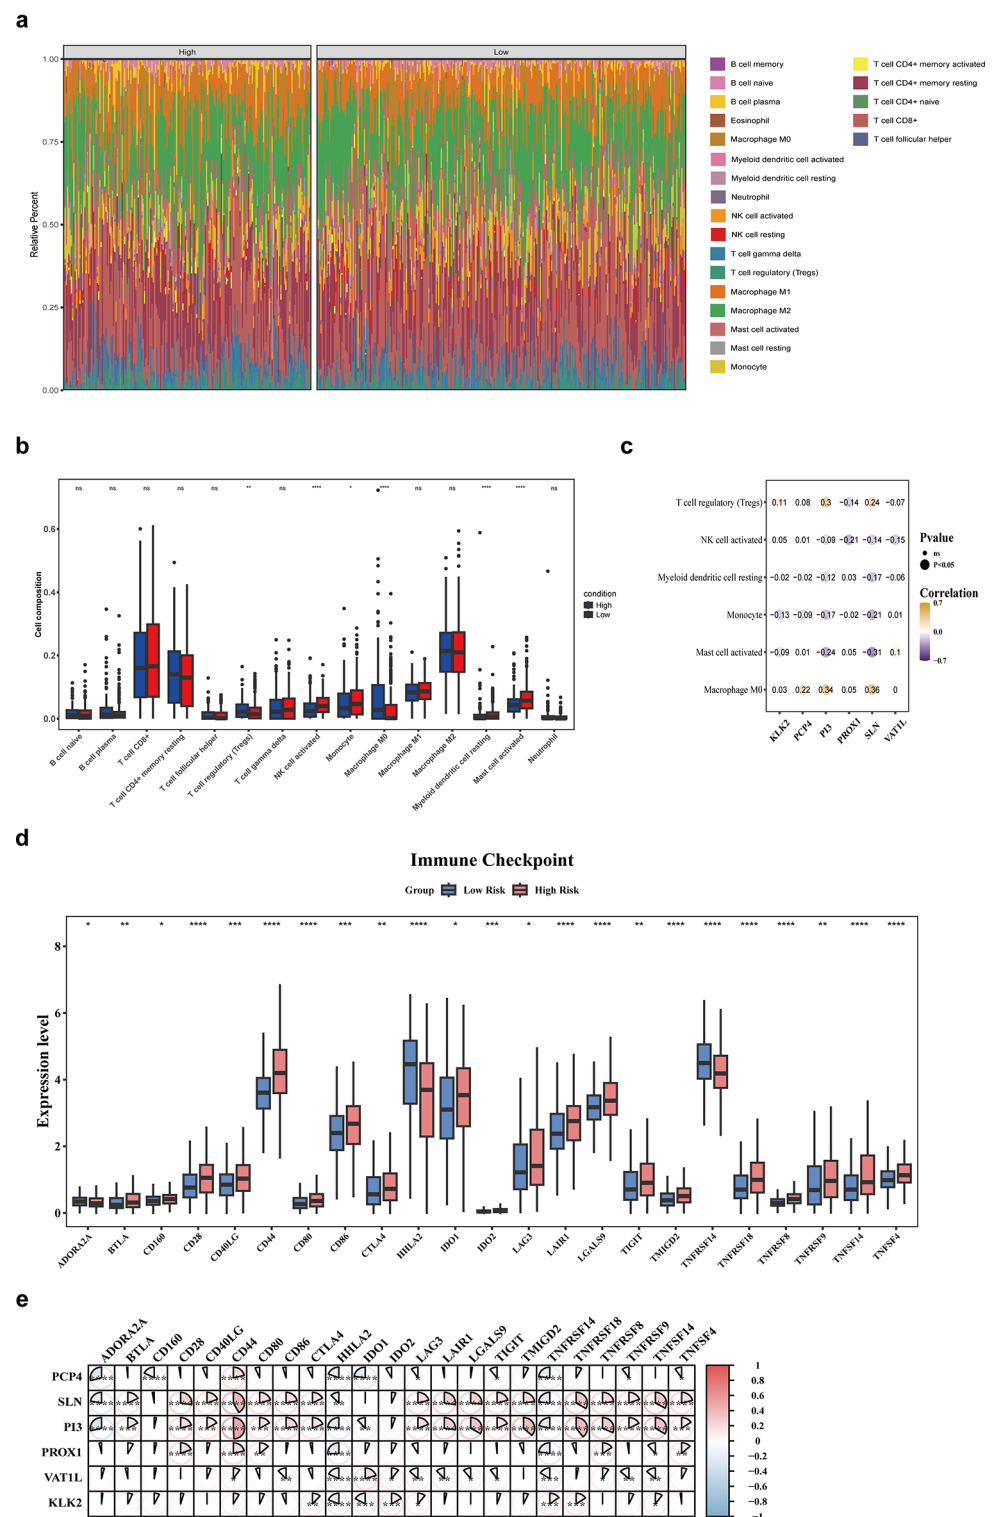 a
High
Low
1.00
0.75
0.50
0.25
0.00
Relative Percent
B cell memory
B cell naive
B cell plasma
Eosinophil
Macrophage M0
Myeloid dendritic cell activated
Myeloid dendritic cell resting
Neutrophil
NK cell activated
NK cell resting
T cell gamma delta
T cell regulatory (Tregs)
Macrophage M1
Macrophage M2
Mast cell activated
Mast cell resting
Monocyte
T cell CD4+ memory activated
T cell CD4+ memory resting
T cell CD4+ naive
T cell CD8+
T cell follicular helper
b
ns ns ns ns ns ** ns **** * **** ns ns **** **** ns
0.6
0.4
0.2
0.0
Cell composition
condition
High
Low
B cell naive
B cell plasma
T cell CD8+
T cell CD4+ memory resting
T cell follicular helper
T cell regulatory (Tregs)
T cell gamma delta
NK cell activated
Monocyte
Macrophage M0
Macrophage M1
Macrophage M2
Myeloid dendritic cell resting
Mast cell activated
Neutrophil
c
T cell regulatory (Tregs) 0.11 0.08 0.3 −0.14 0.24 −0.07
NK cell activated 0.05 0.01 −0.09 −0.21 −0.14 −0.15
Myeloid dendritic cell resting −0.02 −0.02 −0.12 0.03 −0.17 −0.06
Monocyte −0.13 −0.09 −0.17 −0.02 −0.21 0.01
Mast cell activated −0.09 0.01 −0.24 0.05 −0.31 0.1
Macrophage M0 0.03 0.22 0.34 0.05 0.36 0
KLK2 PCP4 PI3 PROX1 SLN VAT1L
Pvalue
ns
P<0.05
Correlation
0.7
0.0
−0.7
d
Immune Checkpoint
Group Low Risk High Risk
* ** * **** *** **** **** *** ** **** * *** * **** **** ** **** **** **** **** ** **** ****
8
6
4
2
0
Expression level
ADORA2A
BTLA
CD160
CD28
CD40LG
CD44
CD80
CD86
CTLA4
HHLA2
IDO1
IDO2
LAG3
LAIR1
LGALS9
TIGIT
TMIGD2
TNFRSF14
TNFRSF18
TNFRSF8
TNFRSF9
TNFSF14
TNFSF4
e
ADORA2A
BTLA
CD160
CD28
CD40LG
CD44
CD80
CD86
CTLA4
HHLA2
IDO1
IDO2
LAG3
LAIR1
LGALS9
TIGIT
TMIGD2
TNFRSF14
TNFRSF18
TNFRSF8
TNFRSF9
TNFSF14
TNFSF4
PCP4
SLN
PI3
PROX1
VAT1L
KLK2
1
0.8
0.6
0.4
0.2
0
−0.2
−0.4
−0.6
−0.8
−1